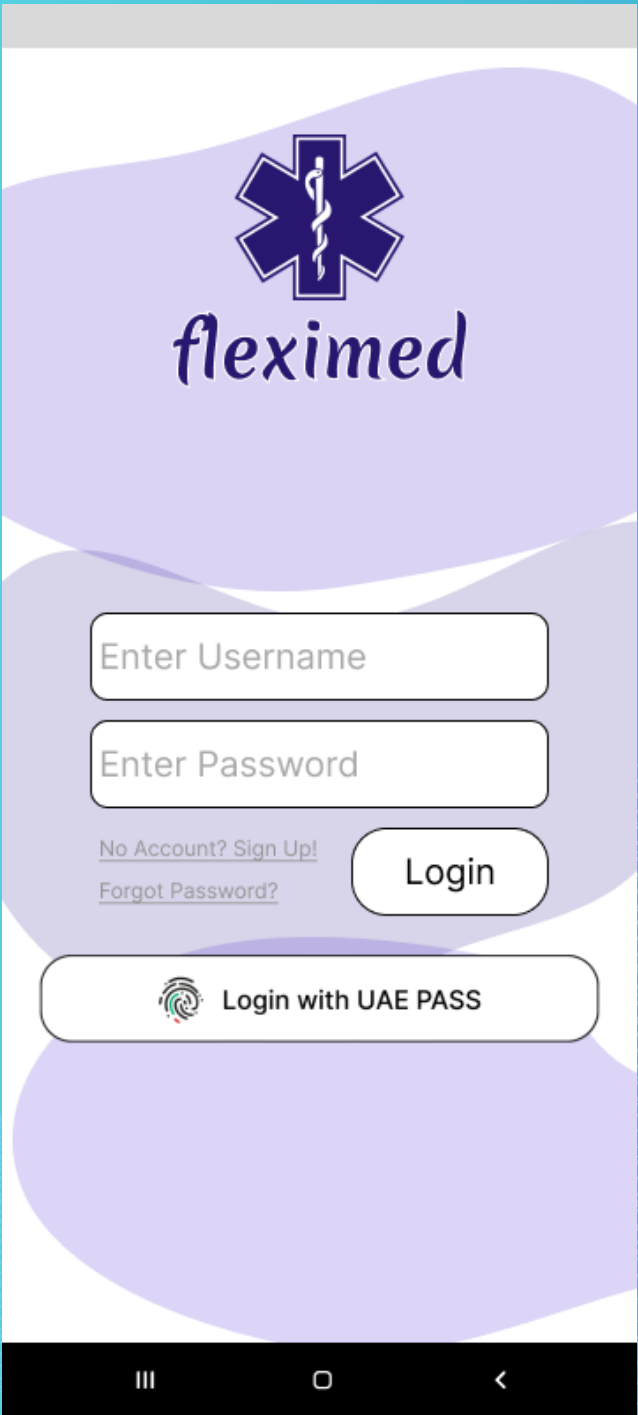 fleximed
Enter Username
Enter Password
No Account? Sign Up!
Forgot Password?
Login
Login with UAE PASS